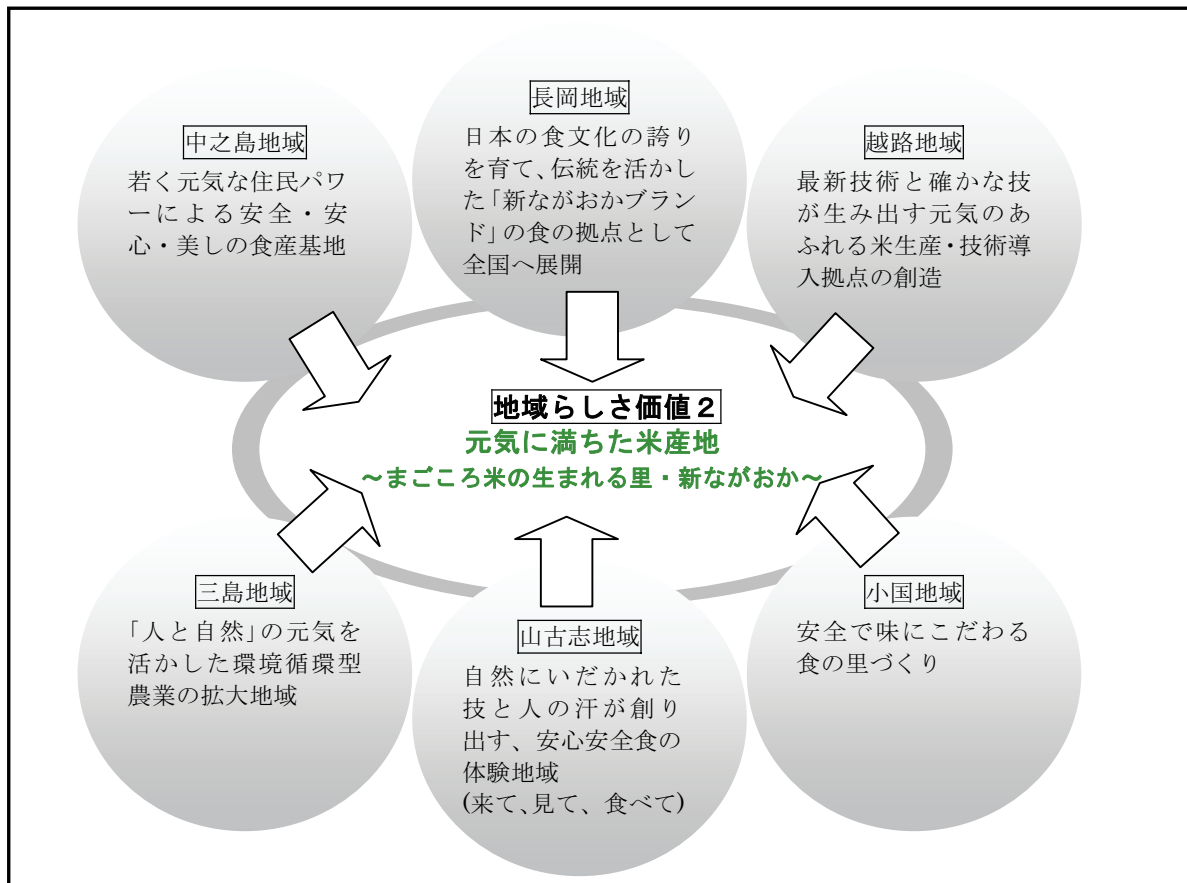 中之島地域
若く元気な住民パワ
ーによる安全・安
心・美しの食産基地
長岡地域
日本の食文化の誇り
を育て、伝統を活かし
た「新ながおかブラン
ド」の食の拠点として
全国へ展開
越路地域
最新技術と確かな技
が生み出す元気のあ
ふれる米生産・技術導
入拠点の創造
地域らしさ価値２
元気に満ちた米産地
～まごころ米の生まれる里・新ながおか～
三島地域
「人と自然」の元気を
活かした環境循環型
農業の拡大地域
山古志地域
自然にいだかれた
技と人の汗が創り
出す、安心安全食の
体験地域
(来て、見て、食べて)
小国地域
安全で味にこだわる
食の里づくり